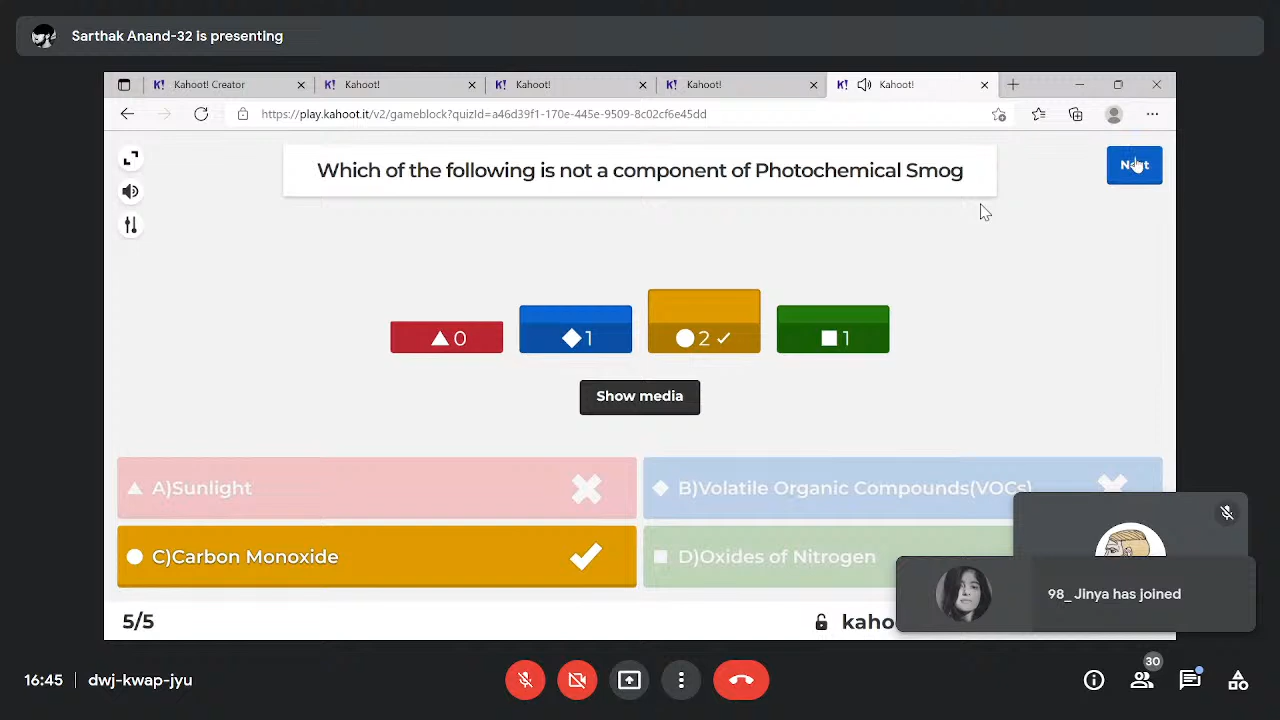 Sarthak Anand-32 is presenting
Kahoot! Creator
Kahoot!
Kahoot!
Kahoot!
Kahoot!
https://play.kahoot.it/v2/gameblock?quizId=a46d39f1-170e-445e-9509-8c02cf6e45dd
Which of the following is not a component of Photochemical Smog
Next
0
1
2
1
Show media
A)Sunlight
B)Volatile Organic Compounds(VOCs)
C)Carbon Monoxide
D)Oxides of Nitrogen
98_ Jinya has joined
5/5
kaho
16:45
dwj-kwap-jyu
30